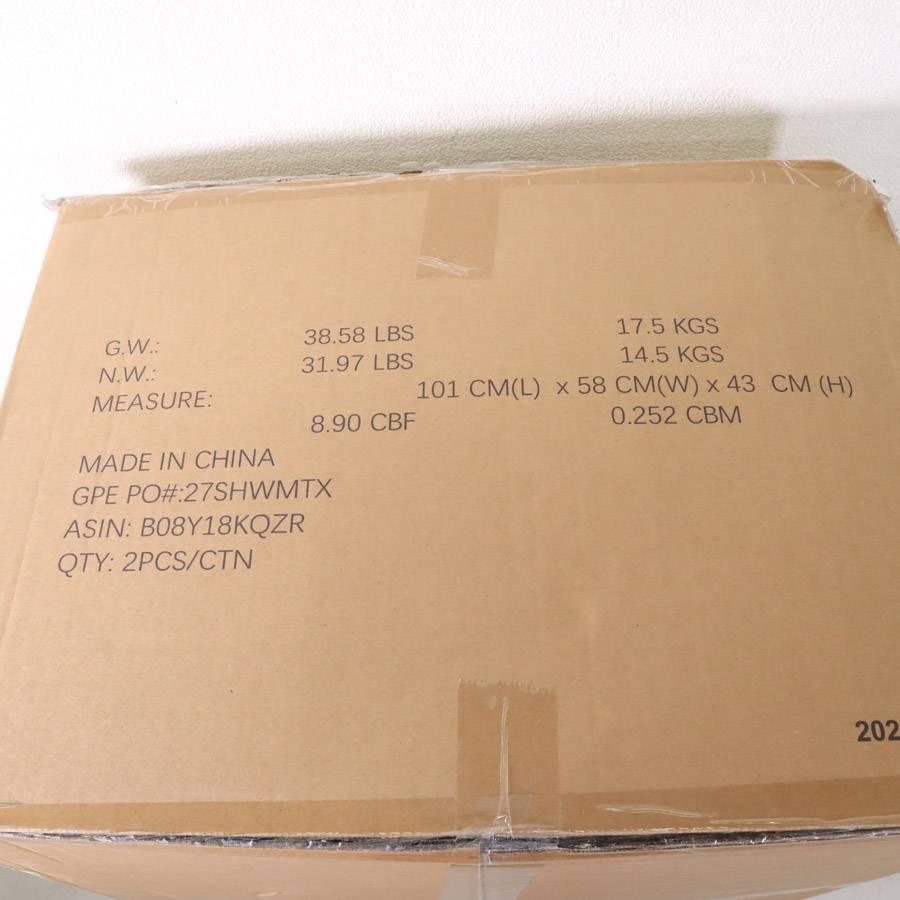 G.W.: 38.58 LBS 17.5 KGS
N.W.: 31.97 LBS 14.5 KGS
MEASURE: 101 CM(L) x 58 CM(W) x 43 CM (H)
8.90 CBF 0.252 CBM
MADE IN CHINA
GPE PO#:27SHWMTX
ASIN: B08Y18KQZR
QTY: 2PCS/CTN
202